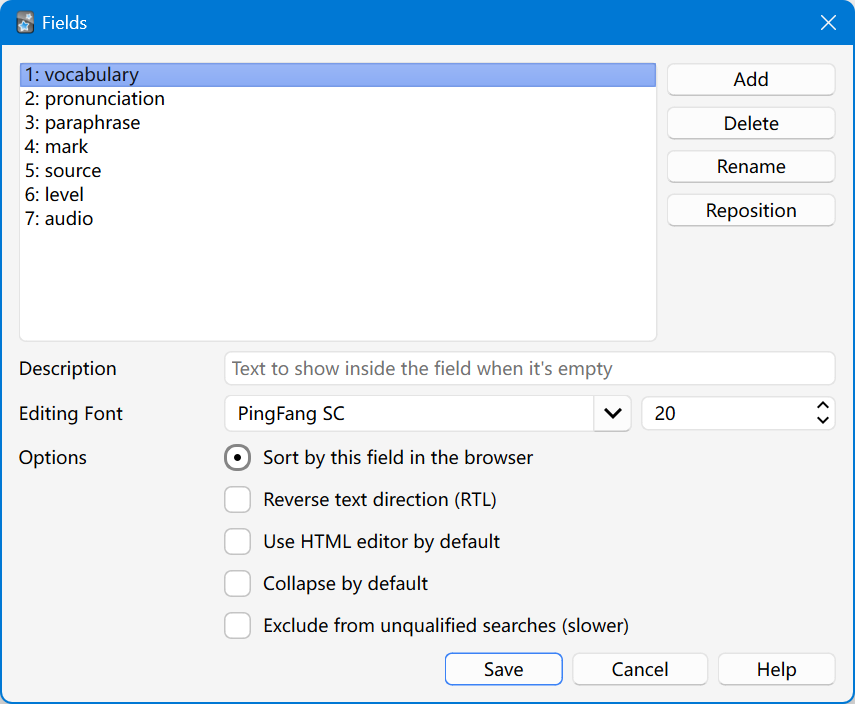 Fields
1: vocabulary
2: pronunciation
3: paraphrase
4: mark
5: source
6: level
7: audio
Add
Delete
Rename
Reposition
Description
Text to show inside the field when it's empty
Editing Font
PingFang SC
20
Options
Sort by this field in the browser
Reverse text direction (RTL)
Use HTML editor by default
Collapse by default
Exclude from unqualified searches (slower)
Save
Cancel
Help